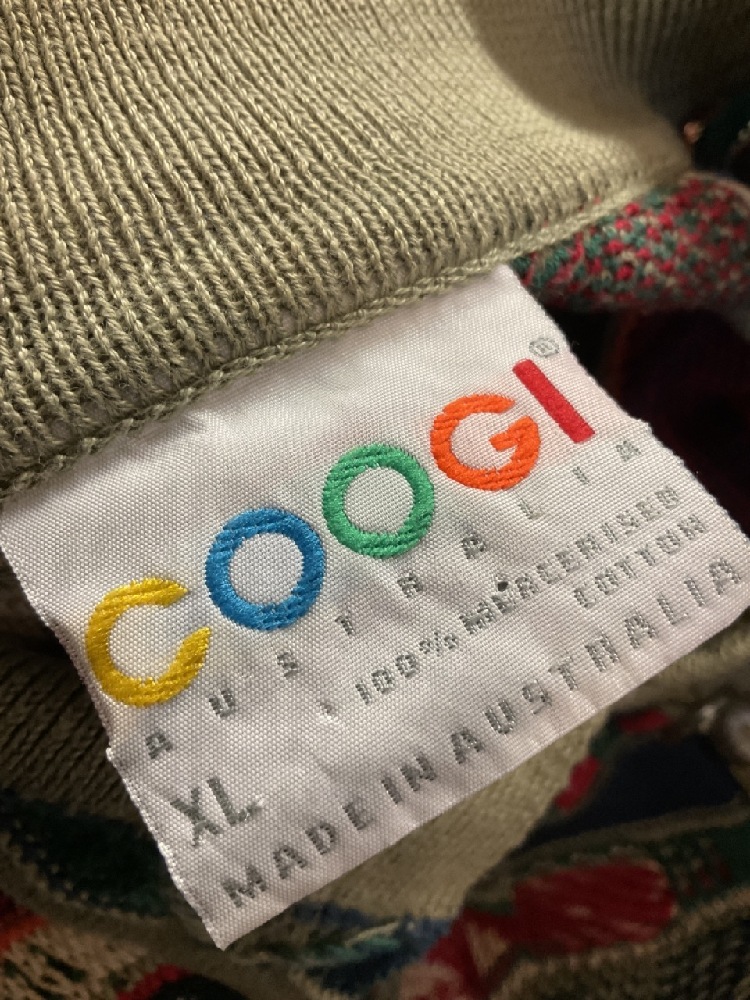 COOGI®
AUSTRALIA
100% MERCERISED
COTTON
XL
MADE IN AUSTRALIA